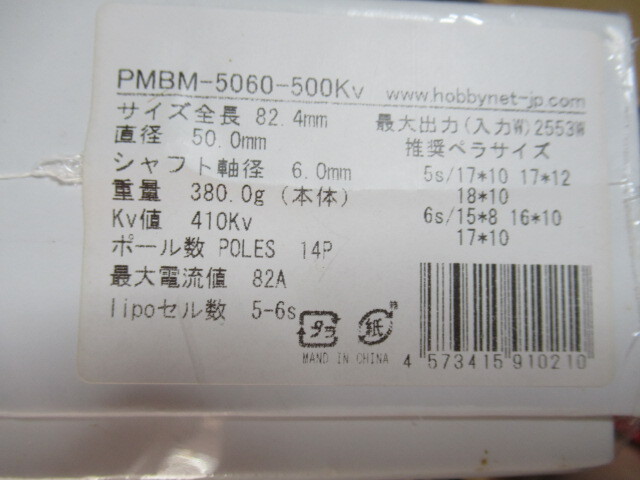 PMBM-5060-500Kv www.hobbynet-jp.com
サイズ全長 82.4mm
直径 50.0mm
シャフト軸径 6.0mm
重量 380.0g (本体)
Kv値 410Kv
ポール数 POLES 14P
最大電流値 82A
lipoセル数 5-6s
最大出力(入力W)2553W
推奨ペラサイズ
5s/17*10 17*12
18*10
6s/15*8 16*10
17*10
プラ
紙
MAND IN CHINA
4 573415 910210